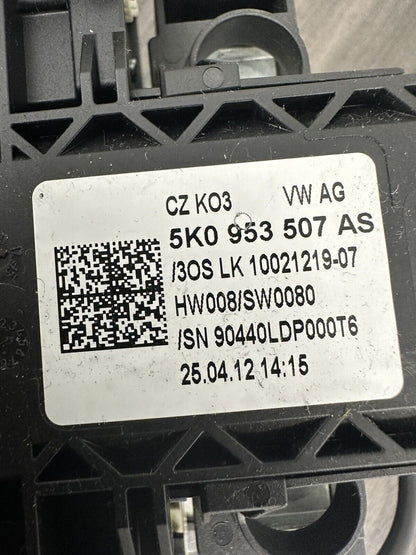 CZ KO3 VW AG
5K0 953 507 AS
/3OS LK 10021219-07
HW008/SW0080
/SN 90440LDP000T6
25.04.12 14:15